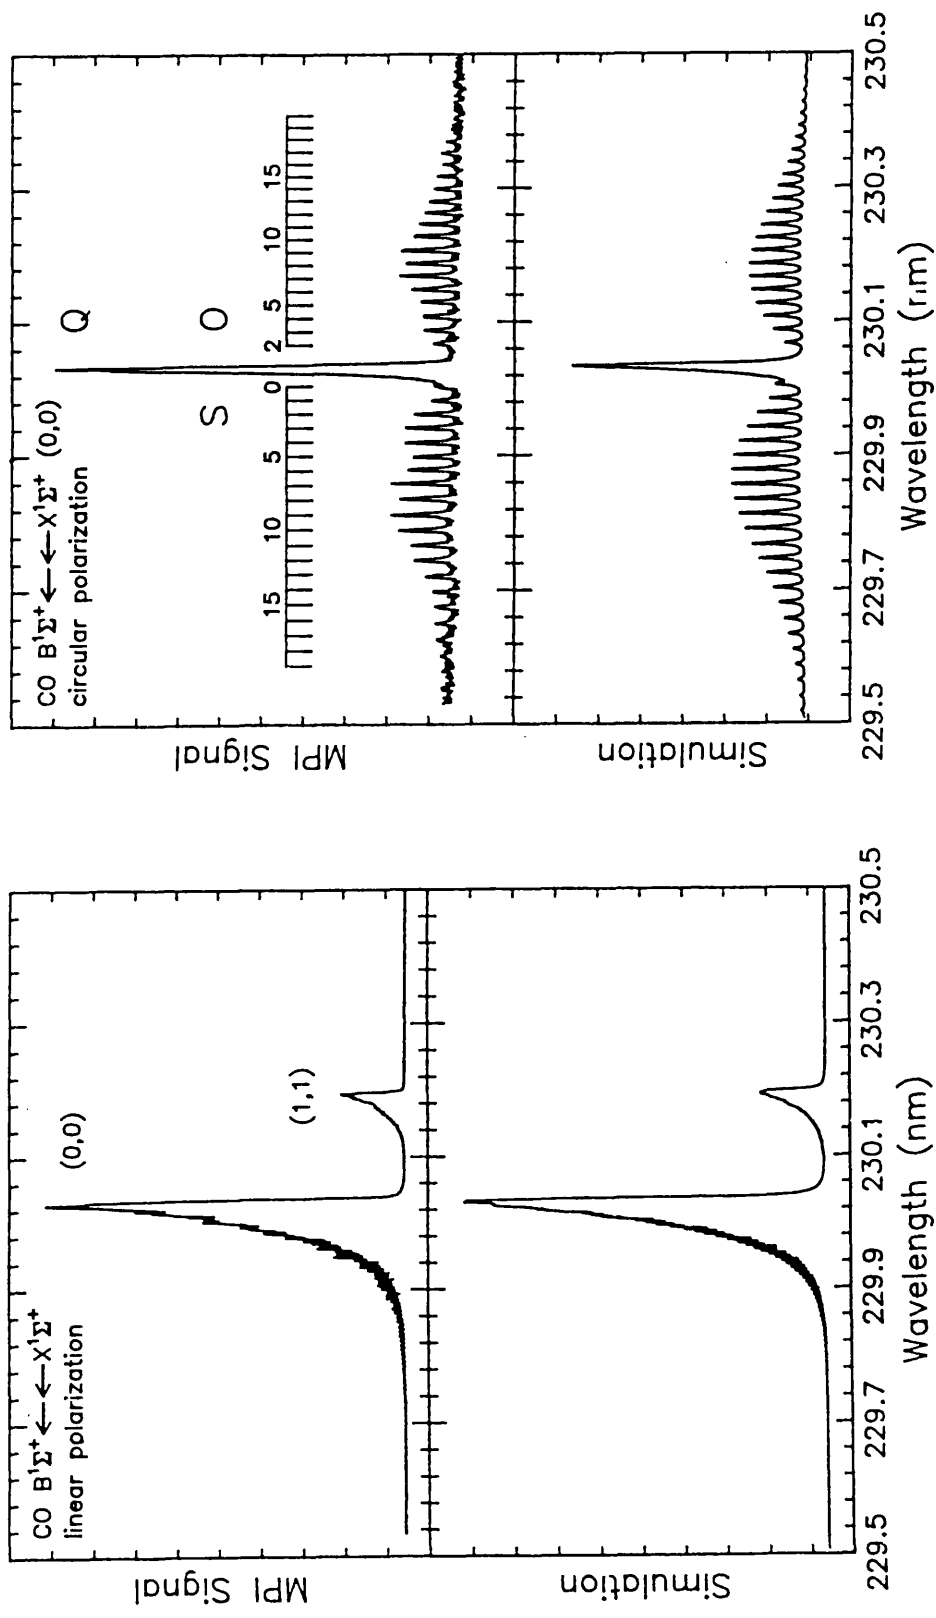 CO B¹Σ⁺←←X¹Σ⁺
linear polarization
(0,0)
(1,1)
MPI Signal
Simulation
229.5 229.7 229.9 230.1 230.3 230.5
Wavelength (nm)
CO B¹Σ⁺←←X¹Σ⁺ (0,0)
circular polarization
Q
S O
15 10 5 0 2 5 10 15
MPI Signal
Simulation
229.5 229.7 229.9 230.1 230.3 230.5
Wavelength (nm)